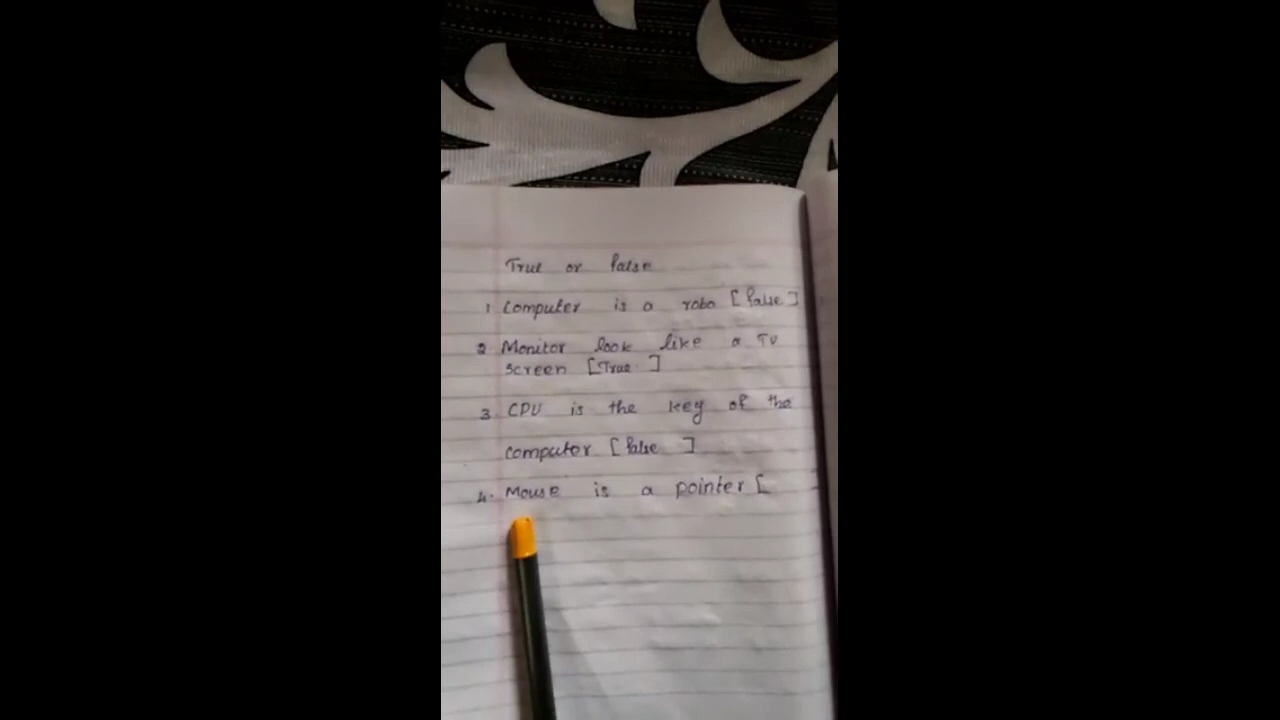 True or false
1 Computer is a robo [false]
2 Monitor look like a TV
screen [True ]
3. CPU is the key of the
computer [false ]
4. Mouse is a pointer [